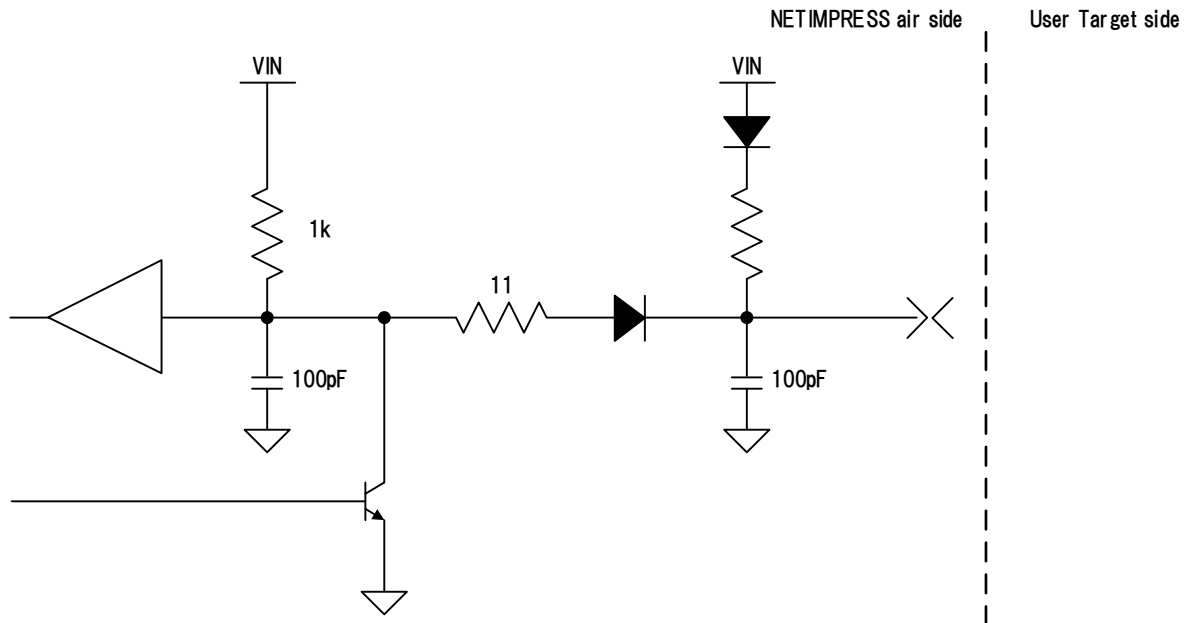 NETIMPRESS air side
User Target side
VIN
VIN
1k
11
100pF
100pF